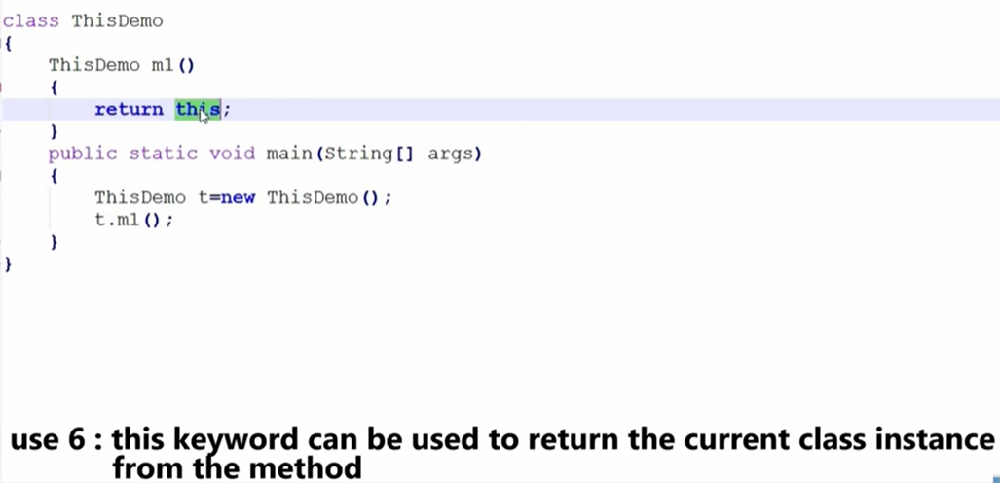 class ThisDemo
{
    ThisDemo m1()
    {
        return this;
    }
    public static void main(String[] args)
    {
        ThisDemo t=new ThisDemo();
        t.m1();
    }
}
use 6 : this keyword can be used to return the current class instance
from the method